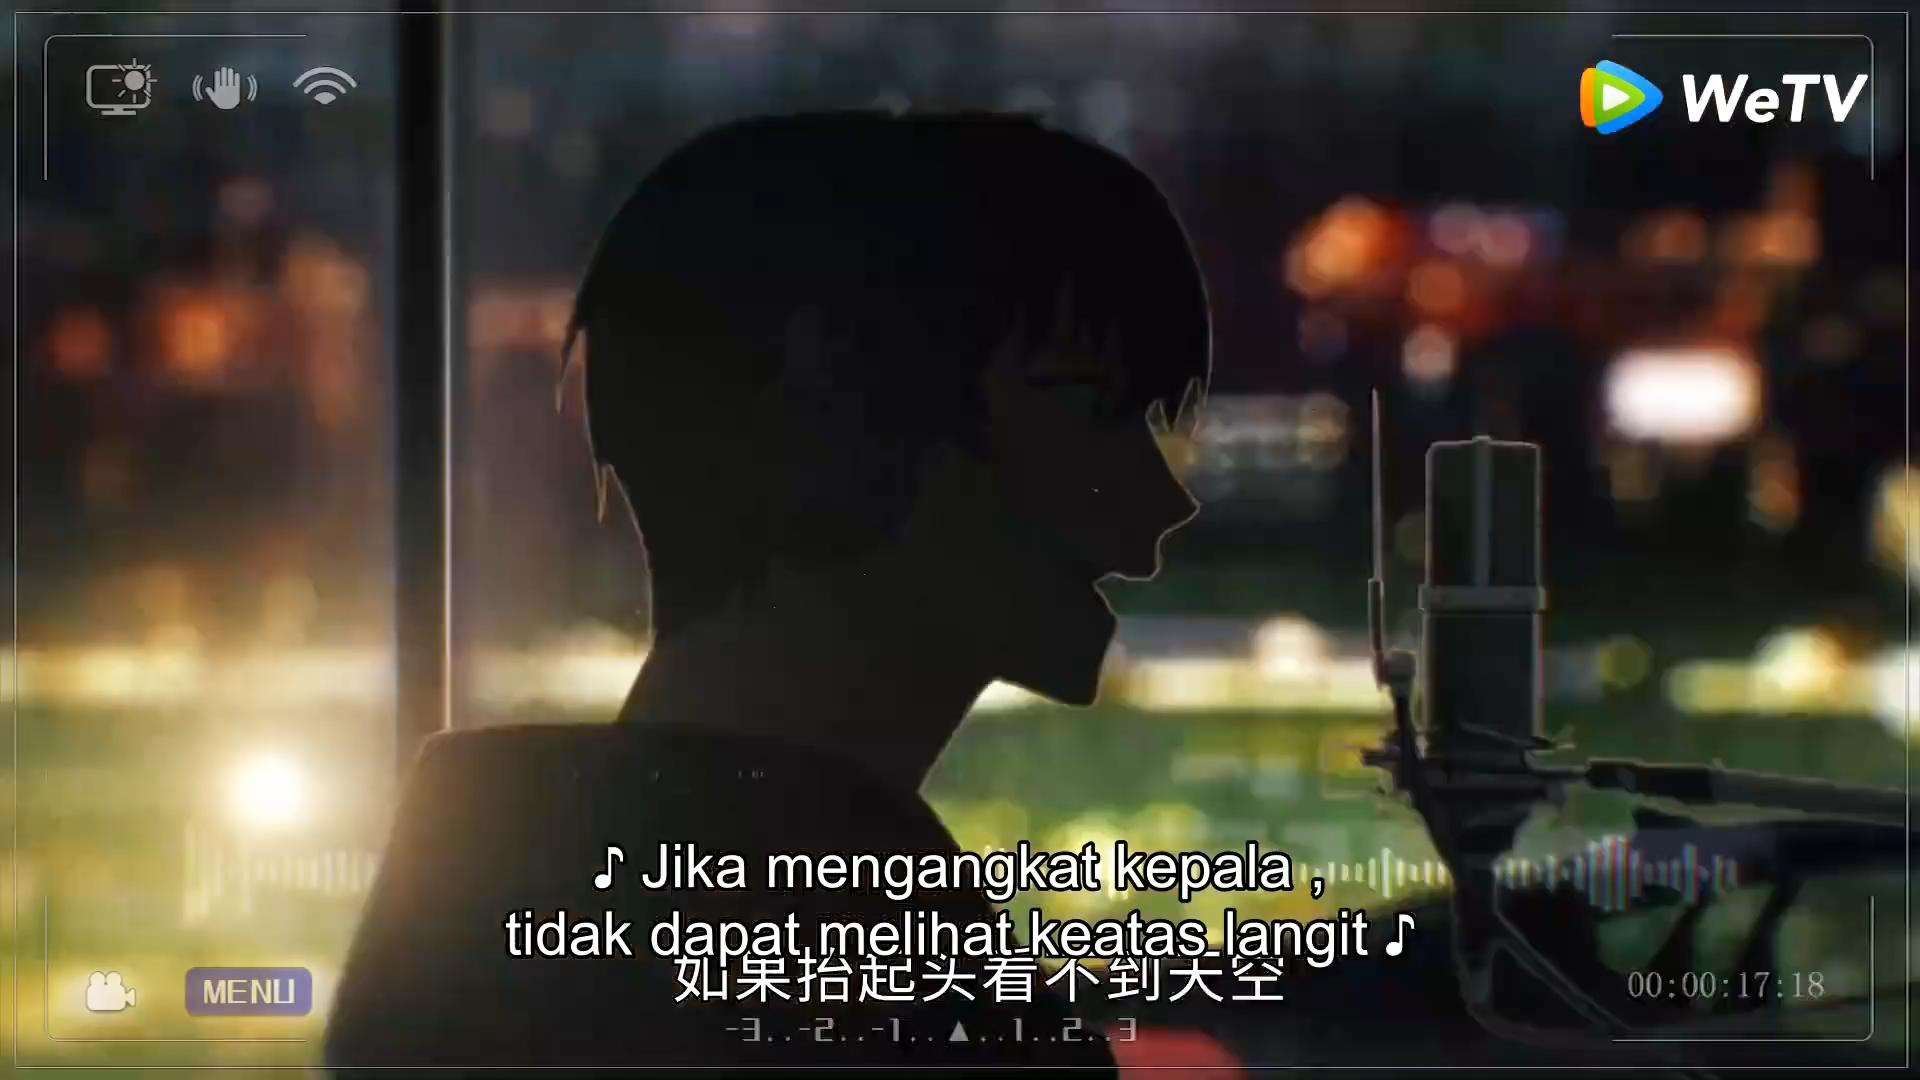 WeTV
♪ Jika mengangkat kepala ,
tidak dapat melihat keatas langit ♪
如果抬起头看不到天空
MENU
00:00:17:18
-3..-2..-1..▲..1..2..3